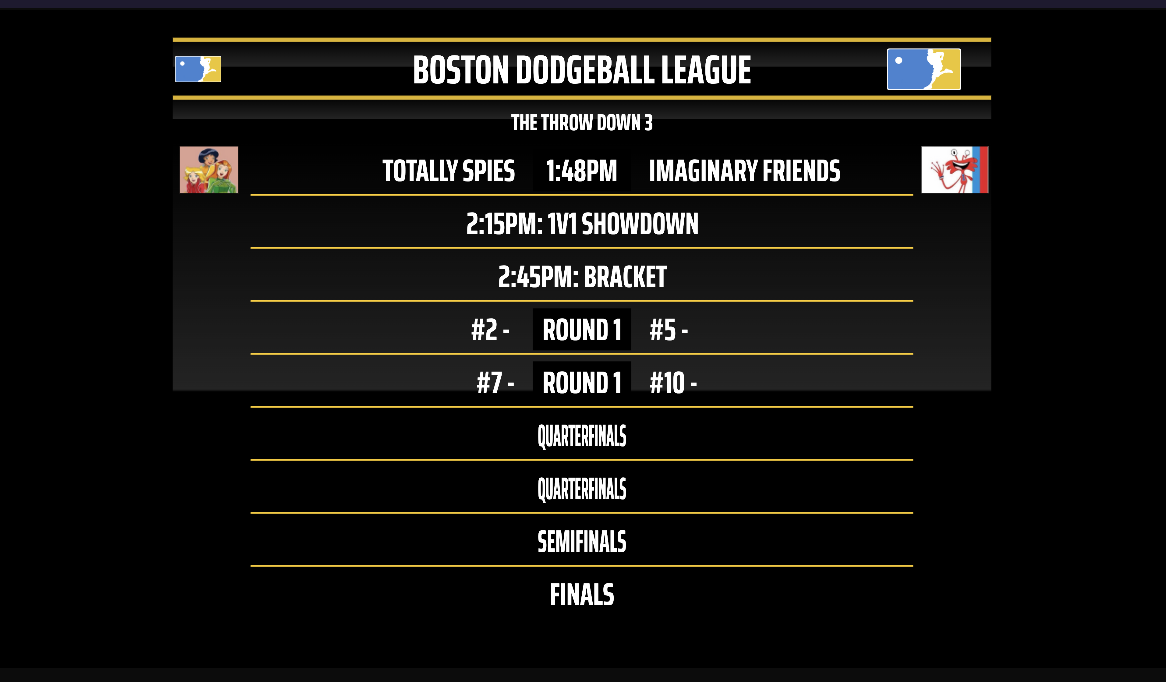 BOSTON DODGEBALL LEAGUE
THE THROW DOWN 3
TOTALLY SPIES 1:48PM IMAGINARY FRIENDS
2:15PM: 1V1 SHOWDOWN
2:45PM: BRACKET
#2 - ROUND 1 #5 -
#7 - ROUND 1 #10 -
QUARTERFINALS
QUARTERFINALS
SEMIFINALS
FINALS